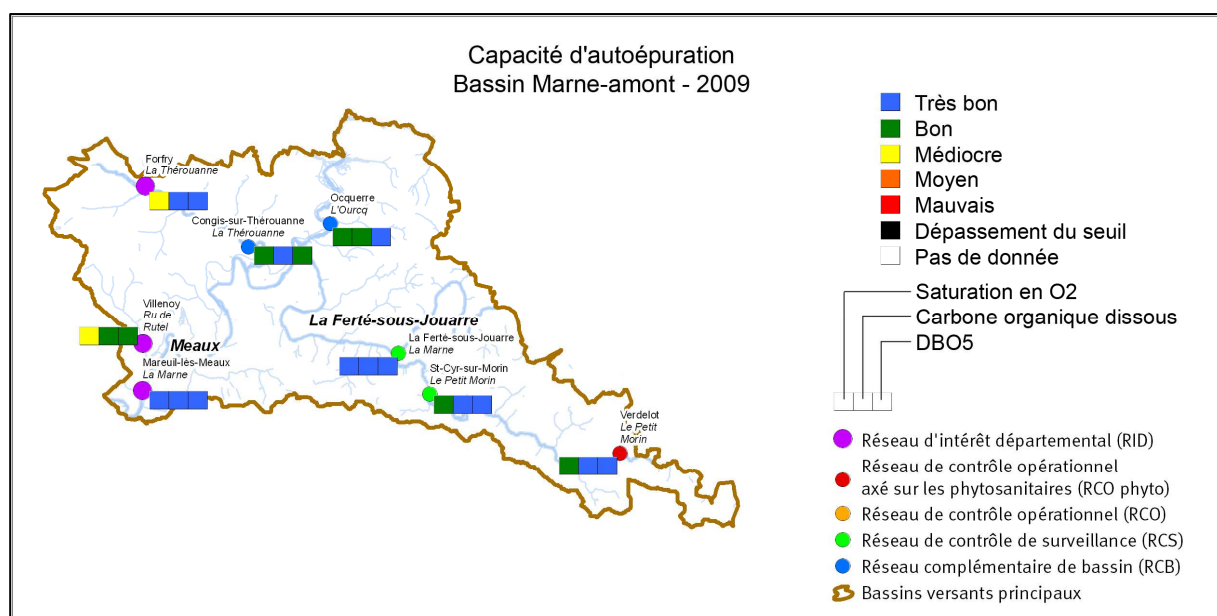 Capacité d'autoépuration
Bassin Marne-amont - 2009
Forfry
La Thérouanne
Ocquerre
L'Ourcq
Congis-sur-Thérouanne
La Thérouanne
Villenoy
Ru de
Rutel
Meaux
Mareuil-lès-Meaux
La Marne
La Ferté-sous-Jouarre
La Ferté-sous-Jouarre
La Marne
St-Cyr-sur-Morin
Le Petit Morin
Verdelot
Le Petit
Morin
Très bon
Bon
Médiocre
Moyen
Mauvais
Dépassement du seuil
Pas de donnée
Saturation en O2
Carbone organique dissous
DBO5
Réseau d'intérêt départemental (RID)
Réseau de contrôle opérationnel
axé sur les phytosanitaires (RCO phyto)
Réseau de contrôle opérationnel (RCO)
Réseau de contrôle de surveillance (RCS)
Réseau complémentaire de bassin (RCB)
Bassins versants principaux